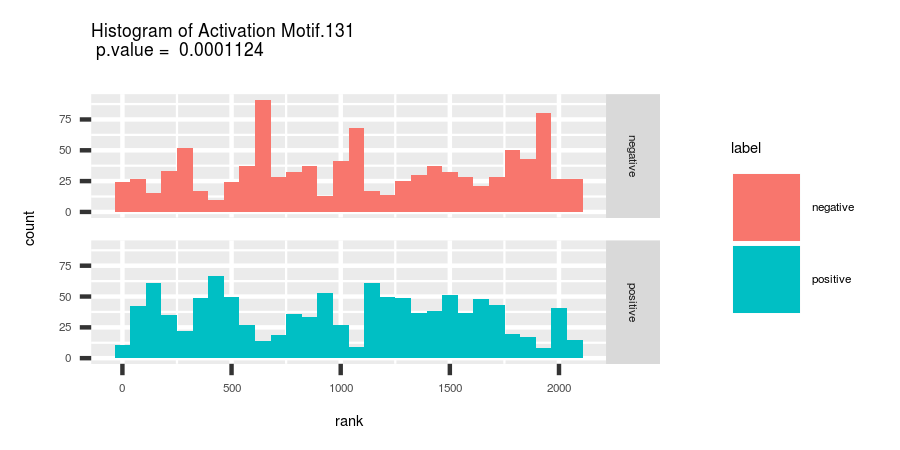 Histogram of Activation Motif.131
p.value = 0.0001124
count
75
50
25
0
negative
75
50
25
0
positive
0 500 1000 1500 2000
rank
label
negative
positive